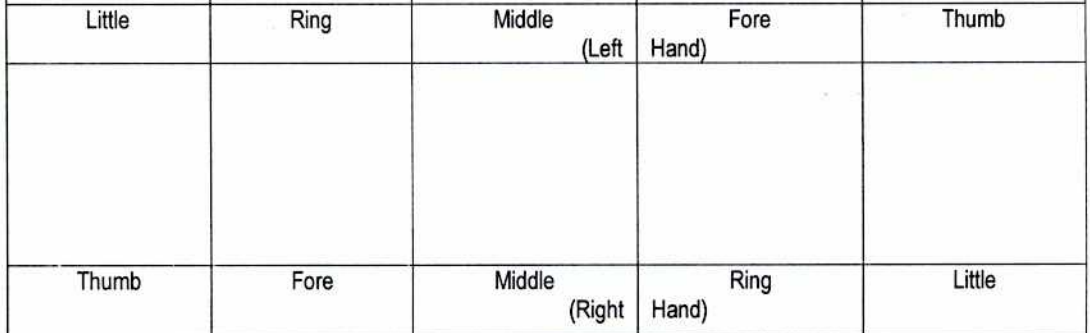 Little Ring Middle Fore Thumb
(Left Hand)
Thumb Fore Middle Ring Little
(Right Hand)